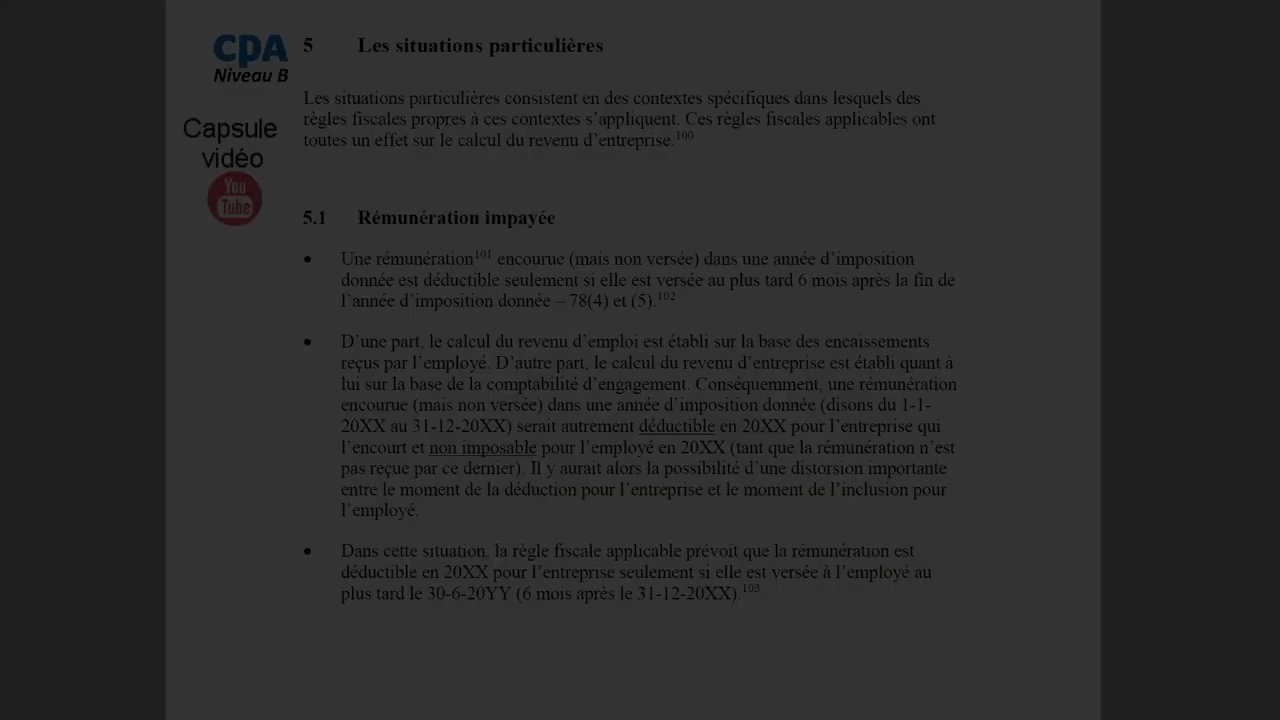 CPA
Niveau B
Capsule
vidéo
You
Tube
5 Les situations particulières
Les situations particulières consistent en des contextes spécifiques dans lesquels des
règles fiscales propres à ces contextes s’appliquent. Ces règles fiscales applicables ont
toutes un effet sur le calcul du revenu d’entreprise.100
5.1 Rémunération impayée
• Une rémunération101 encourue (mais non versée) dans une année d’imposition
donnée est déductible seulement si elle est versée au plus tard 6 mois après la fin de
l’année d’imposition donnée – 78(4) et (5).102
• D’une part, le calcul du revenu d’emploi est établi sur la base des encaissements
reçus par l’employé. D’autre part, le calcul du revenu d’entreprise est établi quant à
lui sur la base de la comptabilité d’engagement. Conséquemment, une rémunération
encourue (mais non versée) dans une année d’imposition donnée (disons du 1-1-
20XX au 31-12-20XX) serait autrement déductible en 20XX pour l’entreprise qui
l’encourt et non imposable pour l’employé en 20XX (tant que la rémunération n’est
pas reçue par ce dernier). Il y aurait alors la possibilité d’une distorsion importante
entre le moment de la déduction pour l’entreprise et le moment de l’inclusion pour
l’employé.
• Dans cette situation, la règle fiscale applicable prévoit que la rémunération est
déductible en 20XX pour l’entreprise seulement si elle est versée à l’employé au
plus tard le 30-6-20YY (6 mois après le 31-12-20XX).103